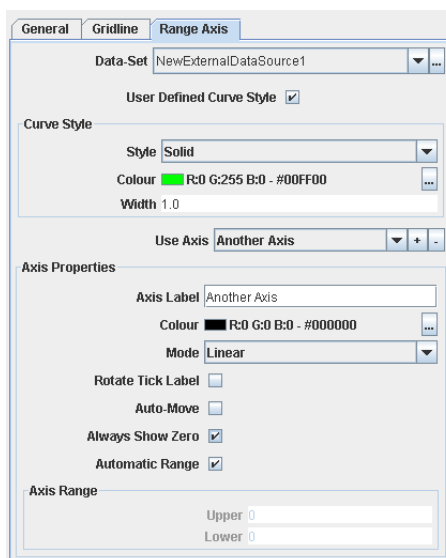 General Gridline Range Axis
Data-Set NewExternalDataSource1 ...
User Defined Curve Style
Curve Style
Style Solid
Colour R:0 G:255 B:0 - #00FF00 ...
Width 1.0
Use Axis Another Axis + -
Axis Properties
Axis Label Another Axis
Colour R:0 G:0 B:0 - #000000 ...
Mode Linear
Rotate Tick Label
Auto-Move
Always Show Zero
Automatic Range
Axis Range
Upper 0
Lower 0